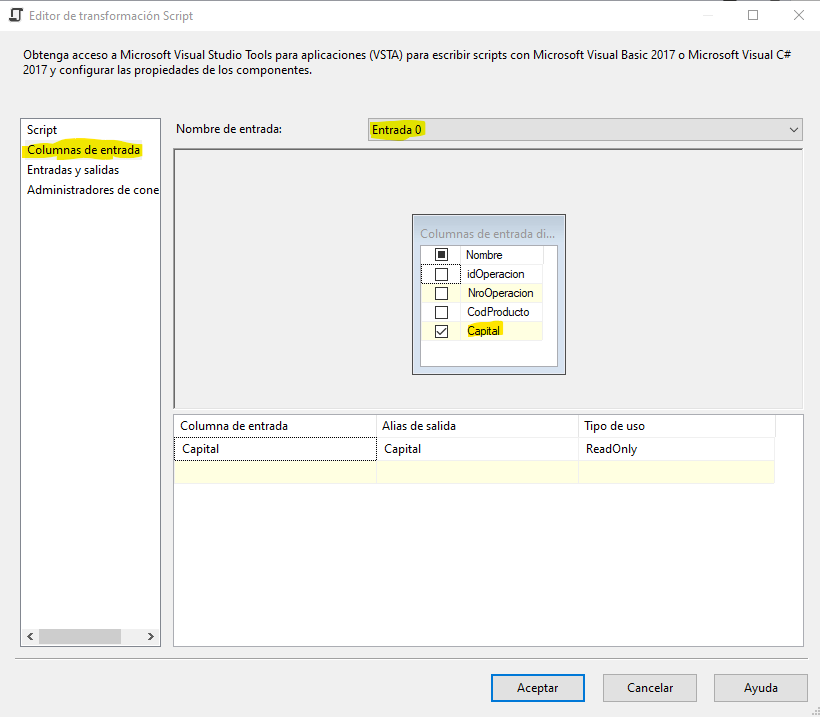 Editor de transformación Script
Obtenga acceso a Microsoft Visual Studio Tools para aplicaciones (VSTA) para escribir scripts con Microsoft Visual Basic 2017 o Microsoft Visual C#
2017 y configurar las propiedades de los componentes.
Script
Columnas de entrada
Entradas y salidas
Administradores de cone
Nombre de entrada:
Entrada 0
Columnas de entrada di...
Nombre
idOperacion
NroOperacion
CodProducto
Capital
Columna de entrada Alias de salida Tipo de uso
Capital Capital ReadOnly
Aceptar Cancelar Ayuda